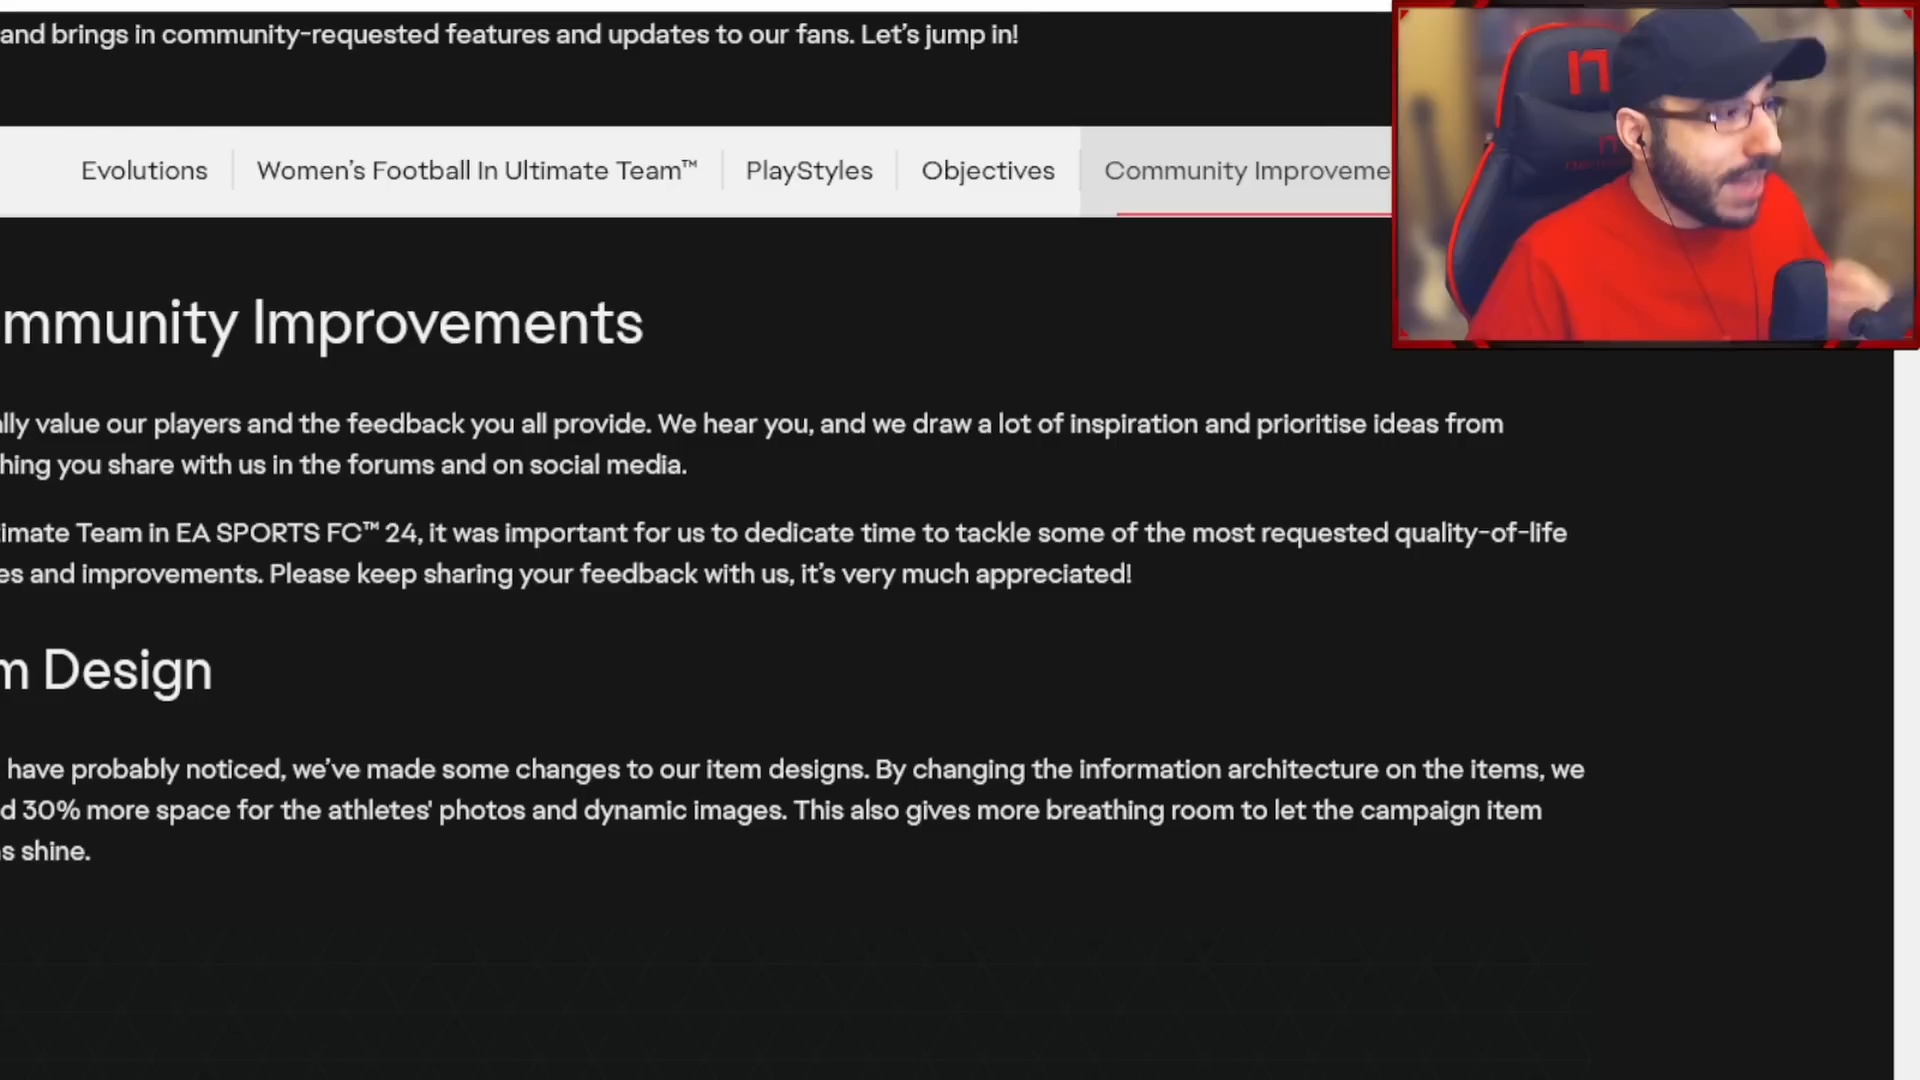 and brings in community-requested features and updates to our fans. Let's jump in!
Evolutions
Women's Football In Ultimate Team™
PlayStyles
Objectives
Community Improveme
mmunity Improvements
ally value our players and the feedback you all provide. We hear you, and we draw a lot of inspiration and prioritise ideas from
hing you share with us in the forums and on social media.
timate Team in EA SPORTS FC™ 24, it was important for us to dedicate time to tackle some of the most requested quality-of-life
es and improvements. Please keep sharing your feedback with us, it's very much appreciated!
m Design
have probably noticed, we've made some changes to our item designs. By changing the information architecture on the items, we
d 30% more space for the athletes' photos and dynamic images. This also gives more breathing room to let the campaign item
s shine.